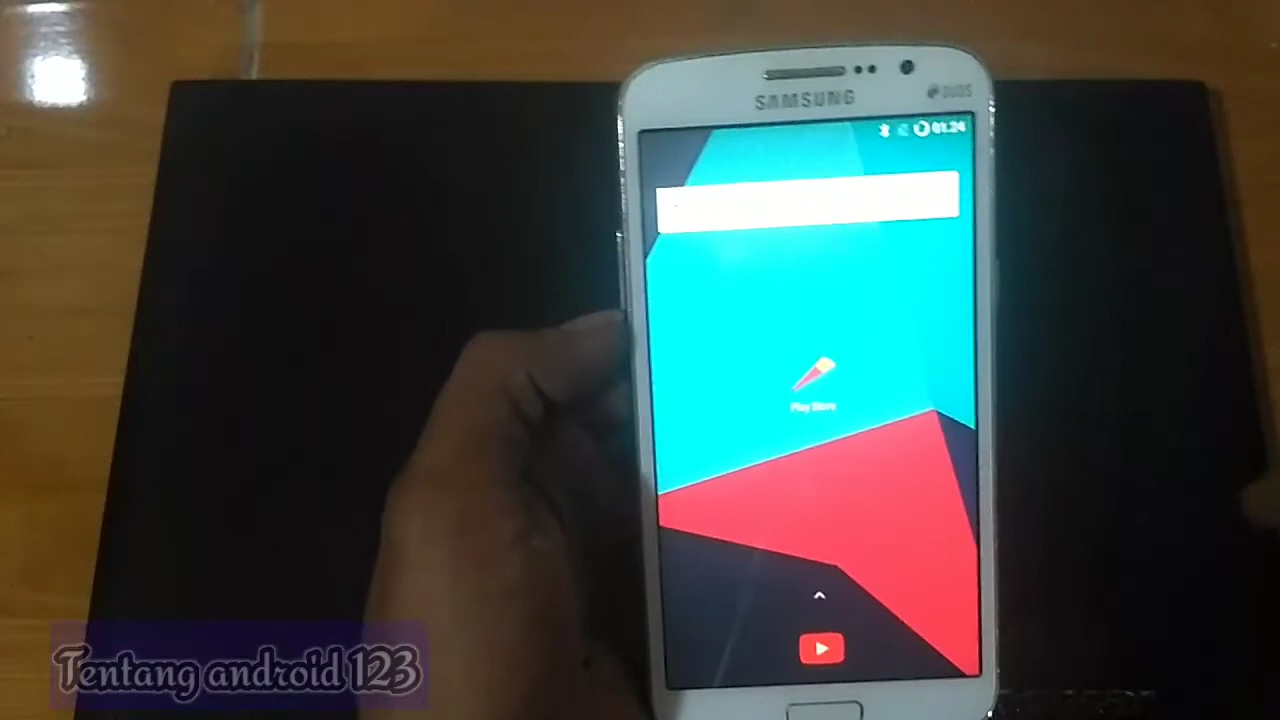 SAMSUNG
DUOS
01.24
Play Store
Tentang android 123